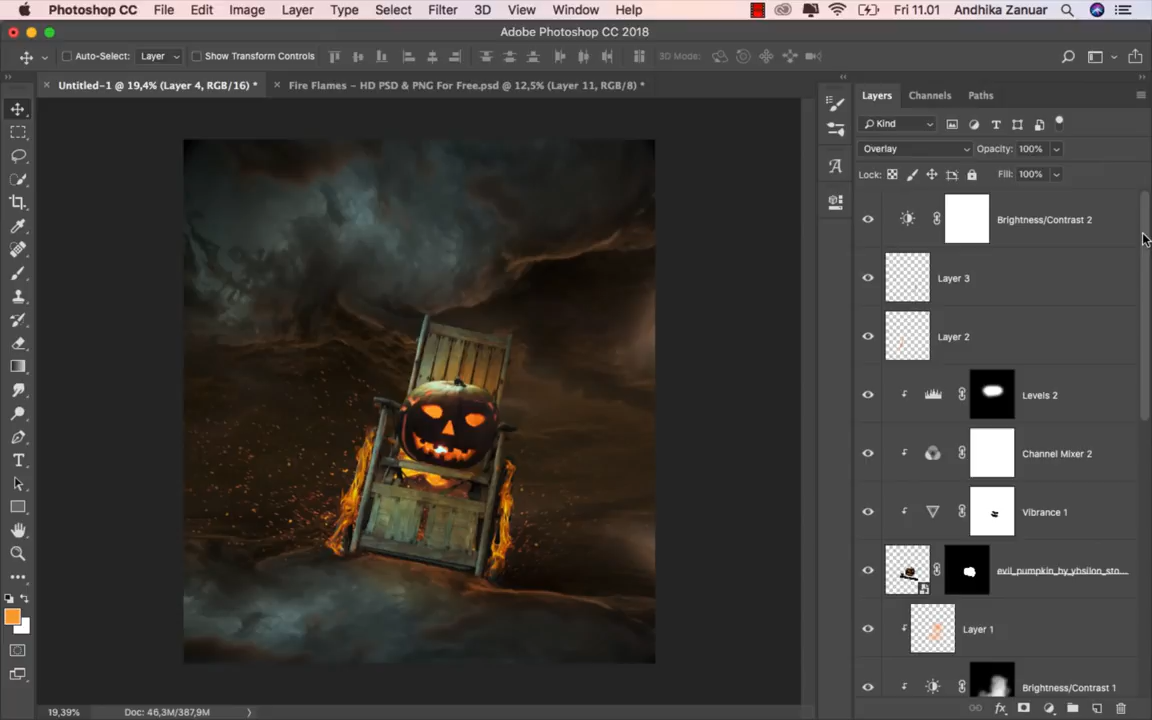 Photoshop CC File Edit Image Layer Type Select Filter 3D View Window Help Fri 11.01 Andhika Zanuar
Adobe Photoshop CC 2018
Auto-Select: Layer Show Transform Controls 3D Mode:
Untitled-1 @ 19,4% (Layer 4, RGB/16) * Fire Flames – HD PSD & PNG For Free.psd @ 12,5% (Layer 11, RGB/8) *
Layers Channels Paths
Kind
Overlay Opacity: 100%
Lock: Fill: 100%
Brightness/Contrast 2
Layer 3
Layer 2
Levels 2
Channel Mixer 2
Vibrance 1
evil_pumpkin_by_ybsilon_sto...
Layer 1
Brightness/Contrast 1
19,39% Doc: 46,3M/387,9M